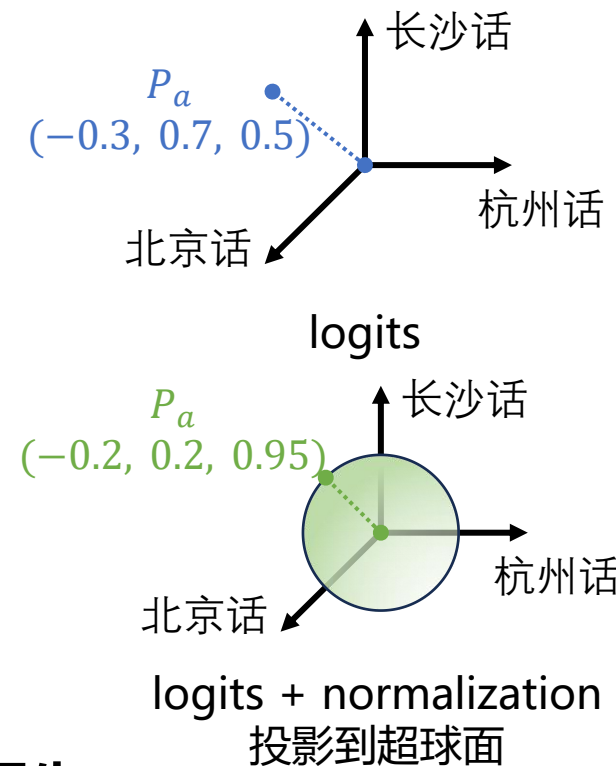 长沙话
P_a
(−0.3, 0.7, 0.5)
杭州话
北京话
logits
P_a
长沙话
(−0.2, 0.2, 0.95)
杭州话
北京话
logits + normalization
投影到超球面